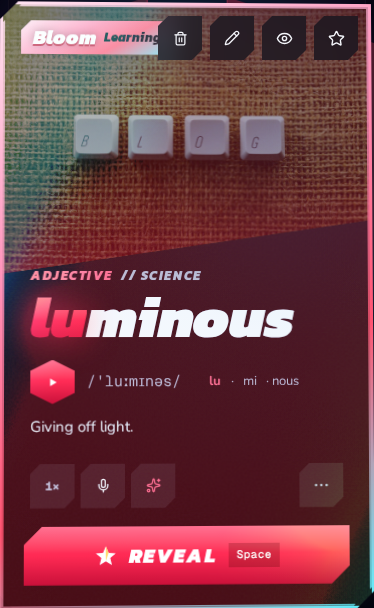 Bloom Learning
B L O G
ADJECTIVE // SCIENCE
luminous
/ˈluːmɪnəs/ lu · mi · nous
Giving off light.
1×
REVEAL Space